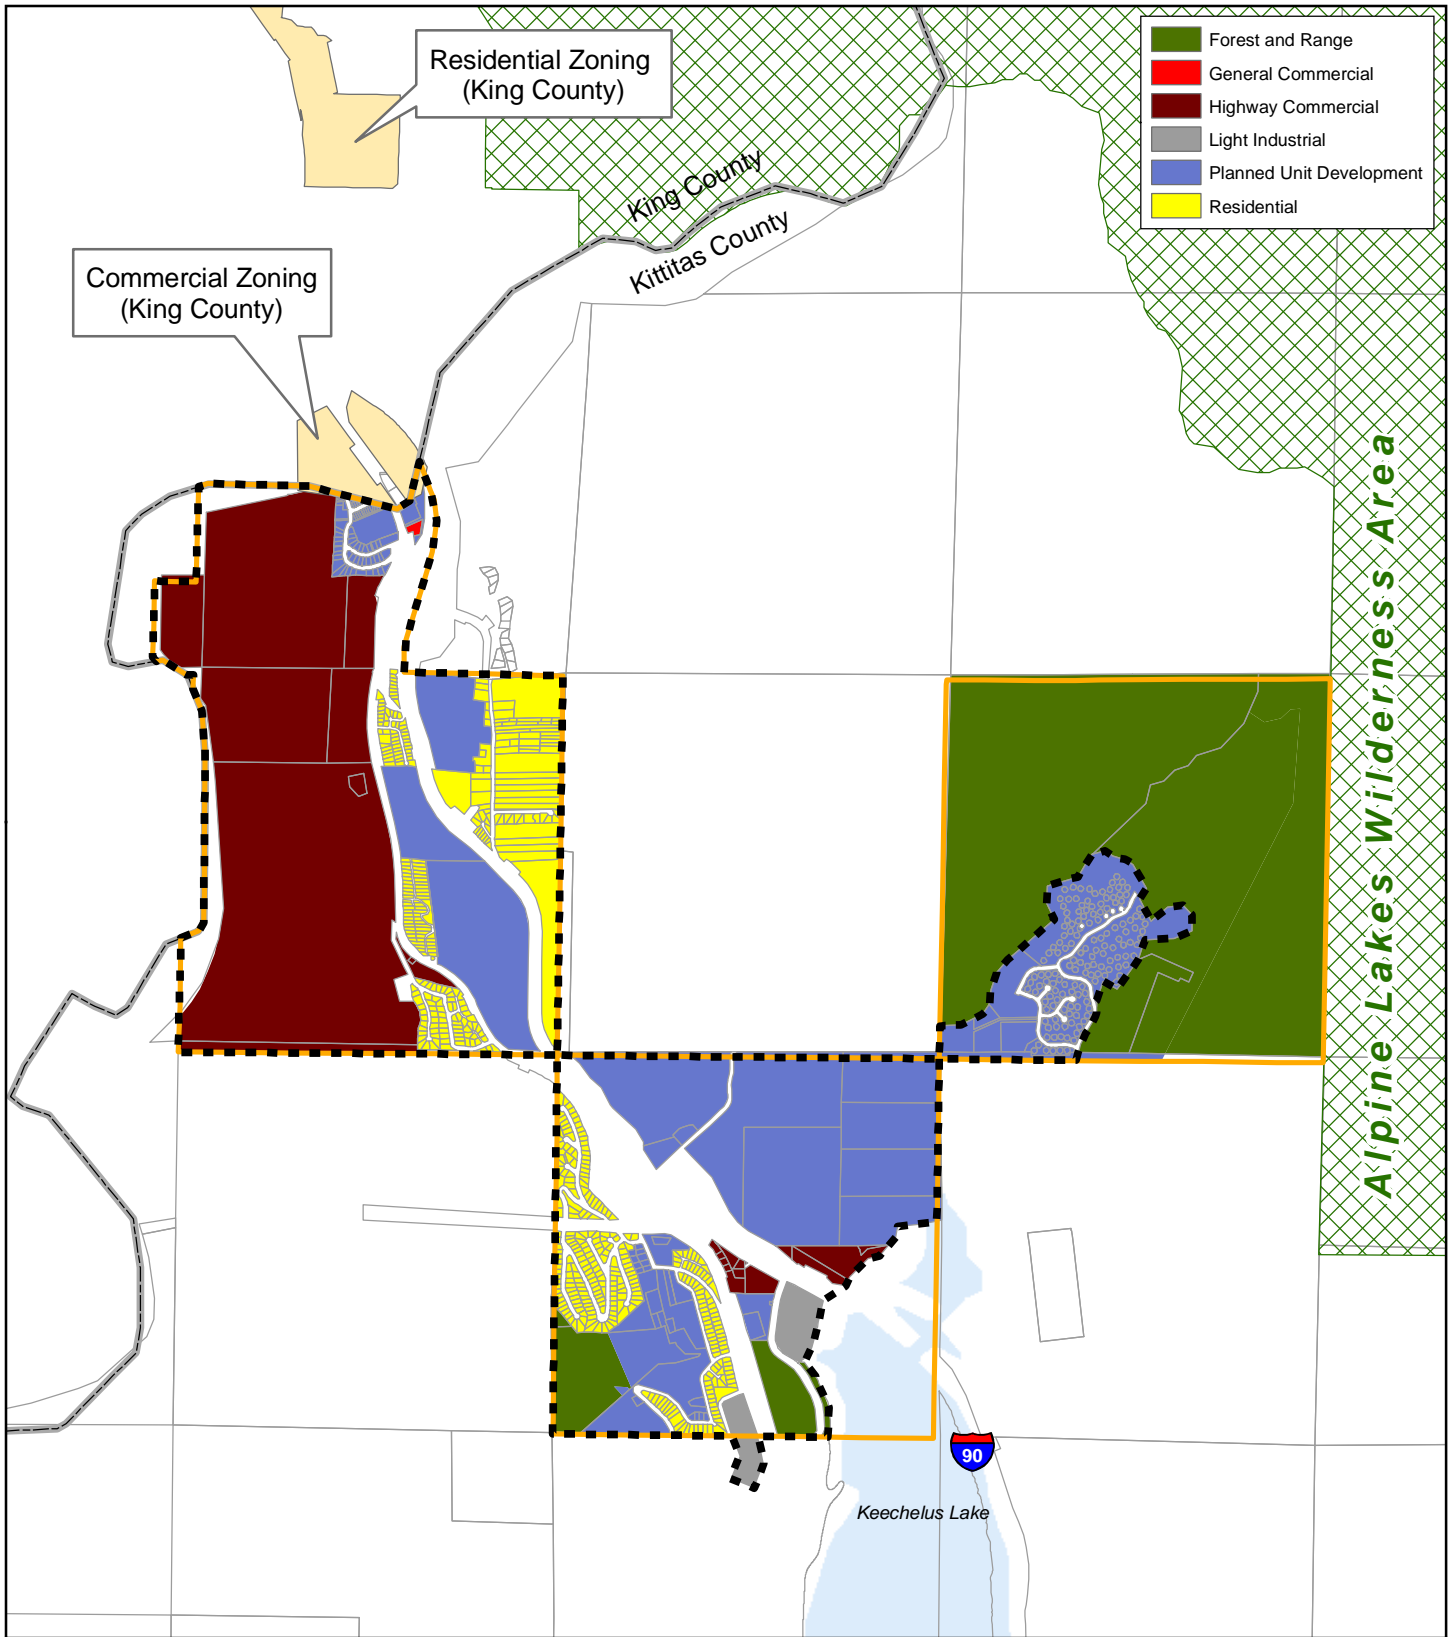 Residential Zoning
(King County)
Forest and Range
General Commercial
Highway Commercial
Light Industrial
Planned Unit Development
Residential
King County
Kittitas County
Commercial Zoning
(King County)
Alpine Lakes Wilderness Area
90
Keechelus Lake